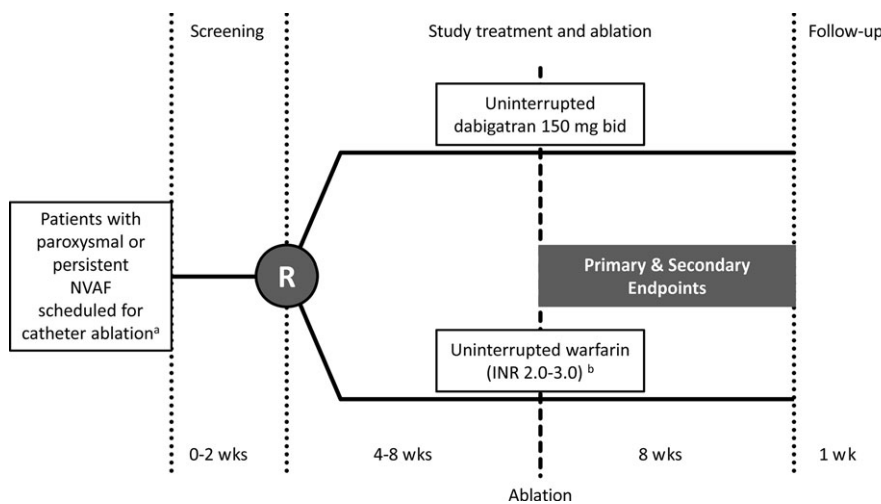 Screening
Study treatment and ablation
Follow-up
Uninterrupted
dabigatran 150 mg bid
Patients with
paroxysmal or
persistent
NVAF
scheduled for
catheter ablationᵃ
R
Primary & Secondary
Endpoints
Uninterrupted warfarin
(INR 2.0-3.0) ᵇ
0-2 wks
4-8 wks
8 wks
1 wk
Ablation